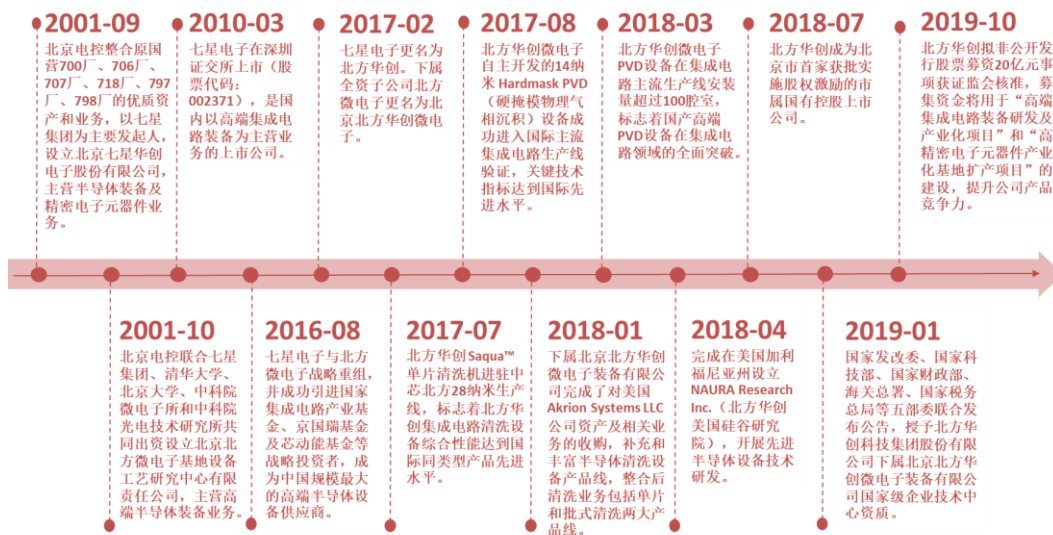 2001-09
北京电控整合原国
营700厂、706厂、
707厂、718厂、797
厂、798厂的优质资
产和业务，以七星
集团为主要发起人，
设立北京七星华创
电子股份有限公司，
主营半导体装备及
精密电子元器件业
务。
2010-03
七星电子在深圳
证交所上市（股
票代码：
002371），是国
内以高端集成电
路装备为主营业
务的上市公司。
2017-02
七星电子更名为
北方华创。下属
全资子公司北方
微电子更名为北
京北方华创微电
子。
2017-08
北方华创微电子
自主开发的14纳
米 Hardmask PVD
（硬掩模物理气
相沉积）设备成
功进入国际主流
集成电路生产线
验证，关键技术
指标达到国际先
进水平。
2018-03
北方华创微电子
PVD设备在集成电
路主流生产线安装
量超过100腔室，
标志着国产高端
PVD设备在集成电
路领域的全面突破。
2018-07
北方华创成为北
京市首家获批实
施股权激励的市
属国有控股上市
公司。
2019-10
北方华创拟非公开发
行股票募资20亿元事
项获证监会核准，募
集资金将用于“高端
集成电路装备研发及
产业化项目”和“高
精密电子元器件产业
化基地扩产项目”的
建设，提升公司产品
竞争力。
2001-10
北京电控联合七星
集团、清华大学、
北京大学、中科院
微电子所和中科院
光电技术研究所共
同出资设立北京北
方微电子基地设备
工艺研究中心有限
责任公司，主营高
端半导体装备业务。
2016-08
七星电子与北方
微电子战略重组，
并成功引进国家
集成电路产业基
金、京国瑞基金
及芯动能基金等
战略投资者，成
为中国规模最大
的高端半导体设
备供应商。
2017-07
北方华创 Saqua™
单片清洗机进驻中
芯北方28纳米生产
线，标志着北方华
创集成电路清洗设
备综合性能达到国
际同类型产品先进
水平。
2018-01
下属北京北方华创
微电子装备有限公
司完成了对美国
Akrion Systems LLC
公司资产及相关业
务的收购，补充和
丰富半导体清洗设
备产品线，整合后
清洗业务包括单片
和批式清洗两大产
品线。
2018-04
完成在美国加利
福尼亚州设立
NAURA Research
Inc.（北方华创
美国硅谷研究
院），开展先进
半导体设备技术
研发。
2019-01
国家发改委、国家科
技部、国家财政部、
海关总署、国家税务
总局等五部委联合发
布公告，授予北方华
创科技集团股份有限
公司下属北京北方华
创微电子装备有限公
司国家级企业技术中
心资质。